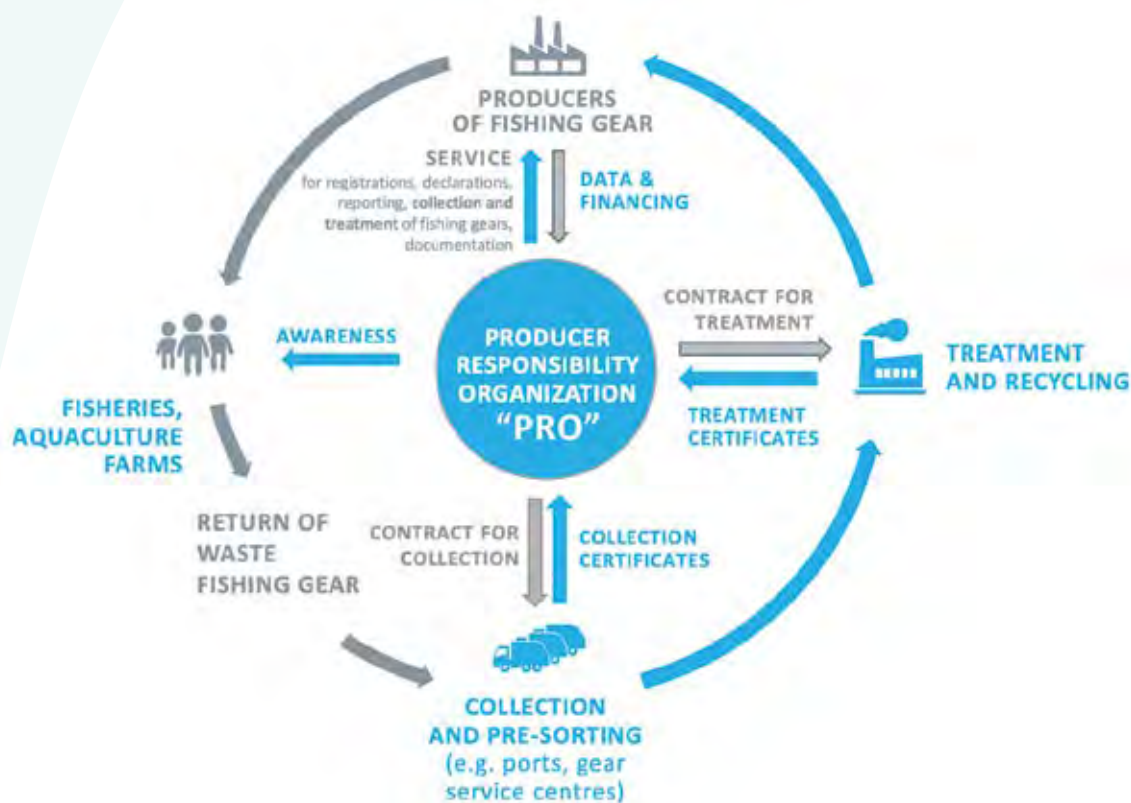 PRODUCERS
OF FISHING GEAR
SERVICE
for registrations, declarations,
reporting, collection and
treatment of fishing gears,
documentation
DATA &
FINANCING
CONTRACT FOR
TREATMENT
AWARENESS
PRODUCER
RESPONSIBILITY
ORGANIZATION
"PRO"
TREATMENT
AND RECYCLING
TREATMENT
CERTIFICATES
FISHERIES,
AQUACULTURE
FARMS
RETURN OF
WASTE
FISHING GEAR
CONTRACT FOR
COLLECTION
COLLECTION
CERTIFICATES
COLLECTION
AND PRE-SORTING
(e.g. ports, gear
service centres)